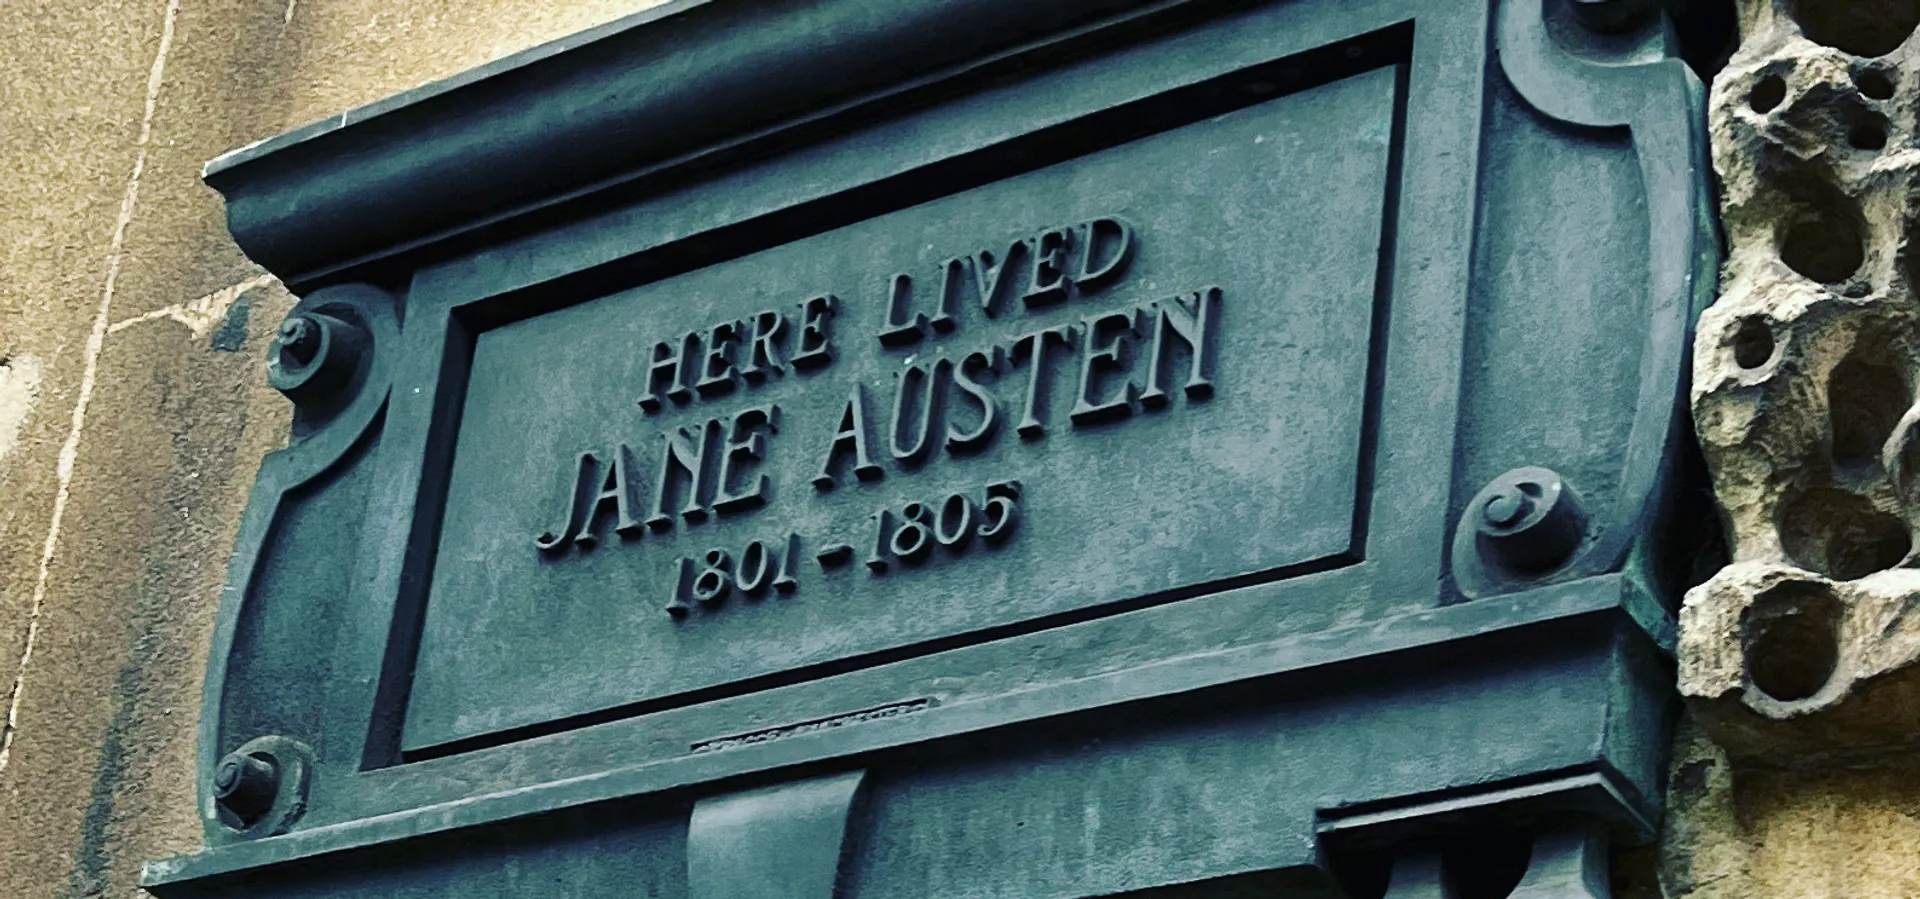 HERE LIVED
JANE AUSTEN
1801-1805